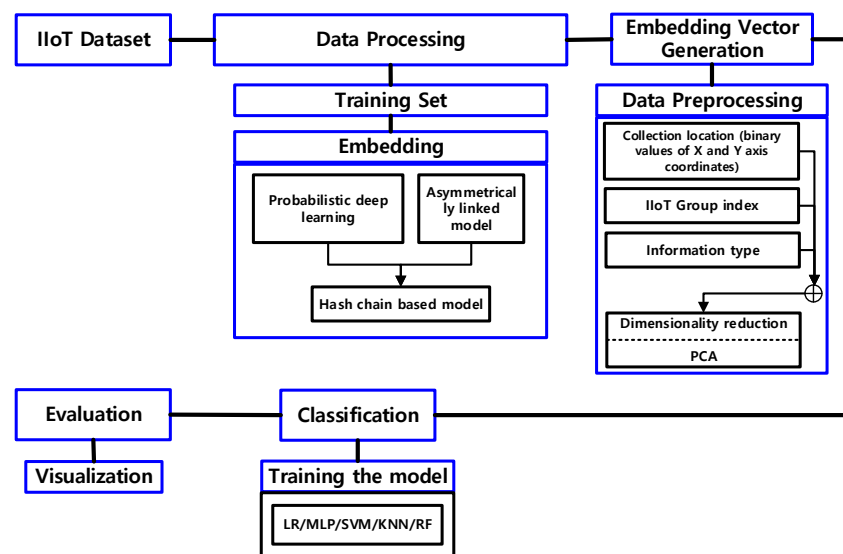 IIoT Dataset
Data Processing
Embedding Vector
Generation
Training Set
Embedding
Probabilistic deep
learning
Asymmetrical
ly linked
model
Hash chain based model
Data Preprocessing
Collection location (binary
values of X and Y axis
coordinates)
IIoT Group index
Information type
Dimensionality reduction
PCA
Evaluation
Visualization
Classification
Training the model
LR/MLP/SVM/KNN/RF